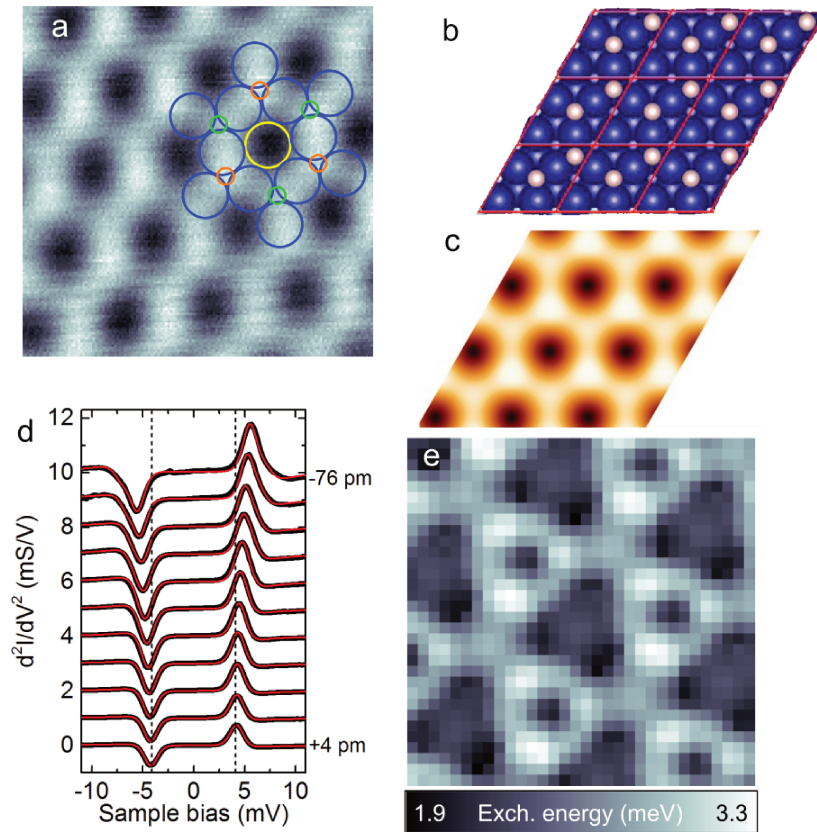 a
b
c
d
12
10
8
6
4
2
0
d²I/dV² (mS/V)
-76 pm
+4 pm
-10 -5 0 5 10
Sample bias (mV)
e
1.9 Exch. energy (meV) 3.3